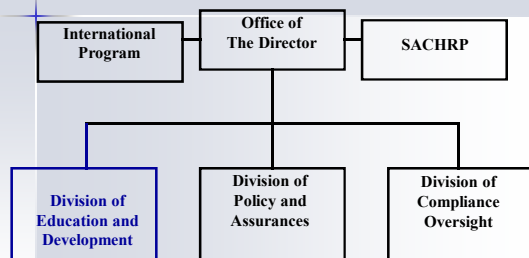 International
Program
Office of
The Director
SACHRP
Division of
Education and
Development
Division of
Policy and
Assurances
Division of
Compliance
Oversight